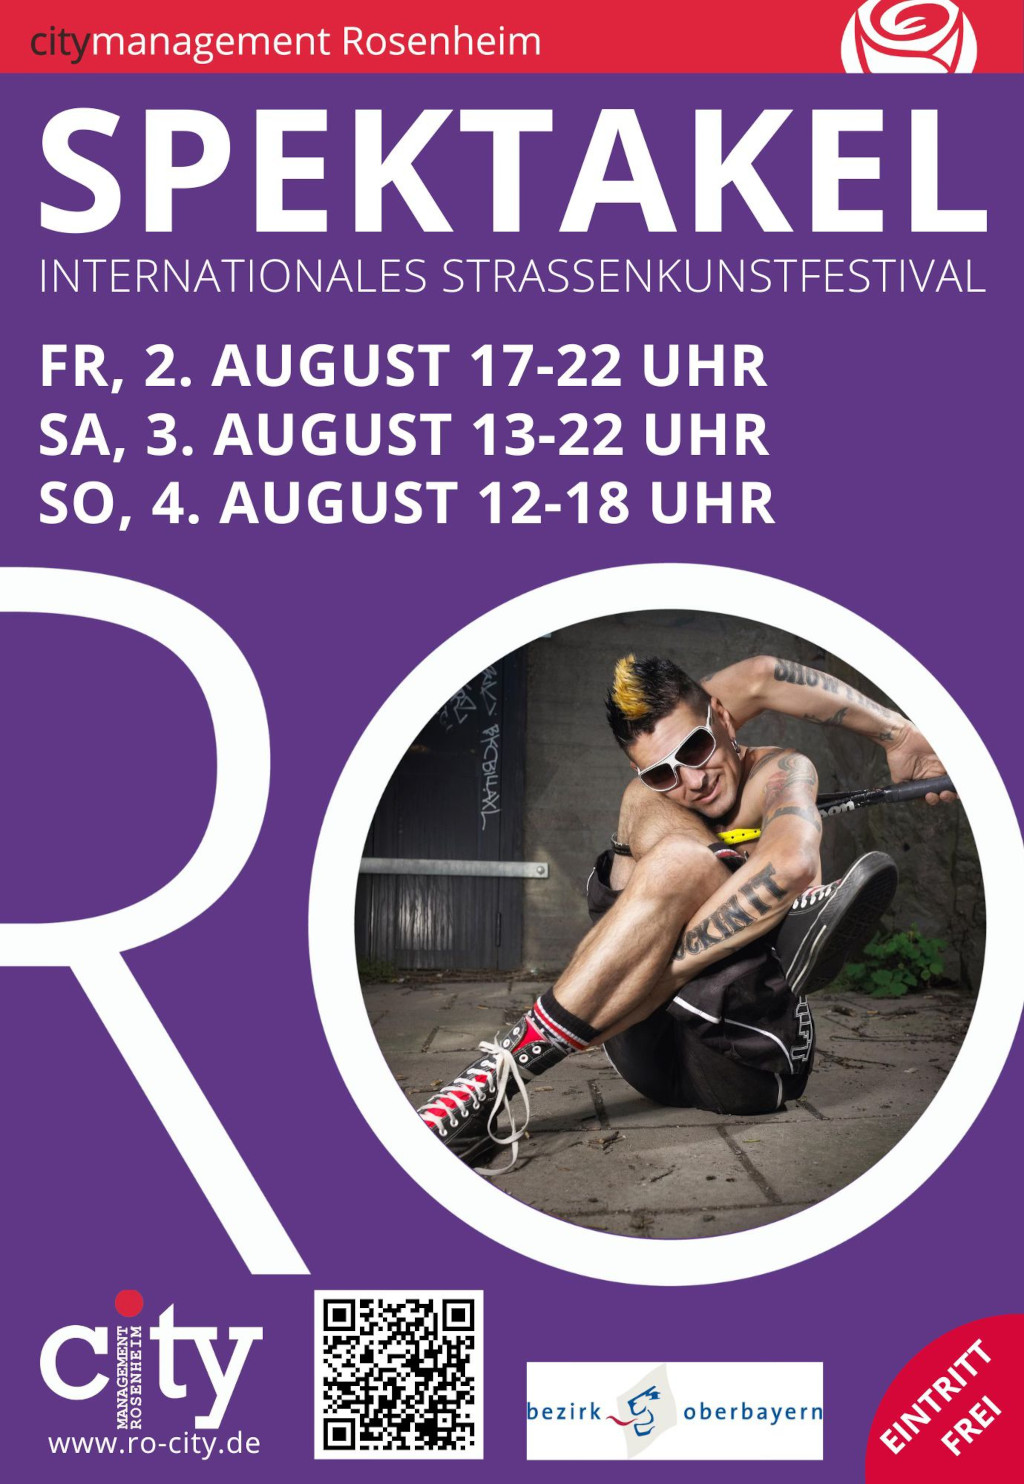 citymanagement Rosenheim
SPEKTAKEL
INTERNATIONALES STRASSENKUNSTFESTIVAL
FR, 2. AUGUST 17-22 UHR
SA, 3. AUGUST 13-22 UHR
SO, 4. AUGUST 12-18 UHR
RO
SHOWTIME
city
MANAGEMENT
ROSENHEIM
www.ro-city.de
bezirk oberbayern
EINTRITT
FREI